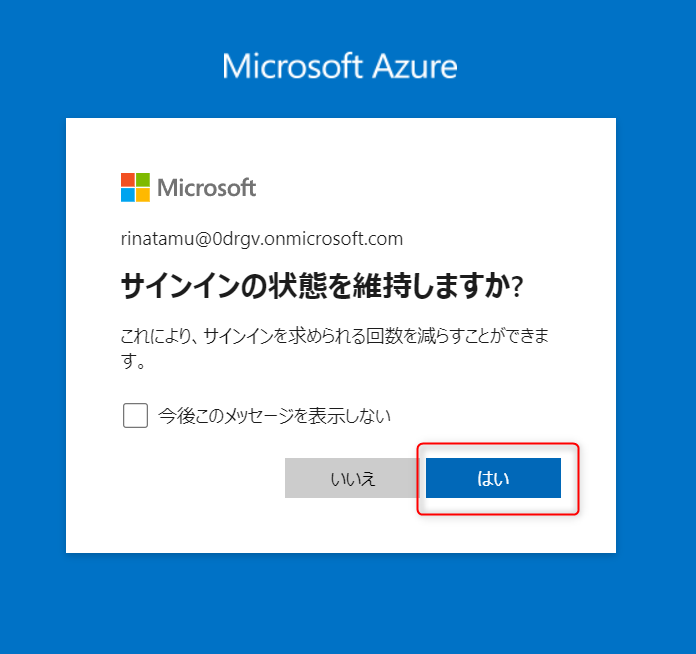 Microsoft Azure
Microsoft
rinatamu@0drgv.onmicrosoft.com
サインインの状態を維持しますか?
これにより、サインインを求められる回数を減らすことができま
す。
今後このメッセージを表示しない
いいえ
はい